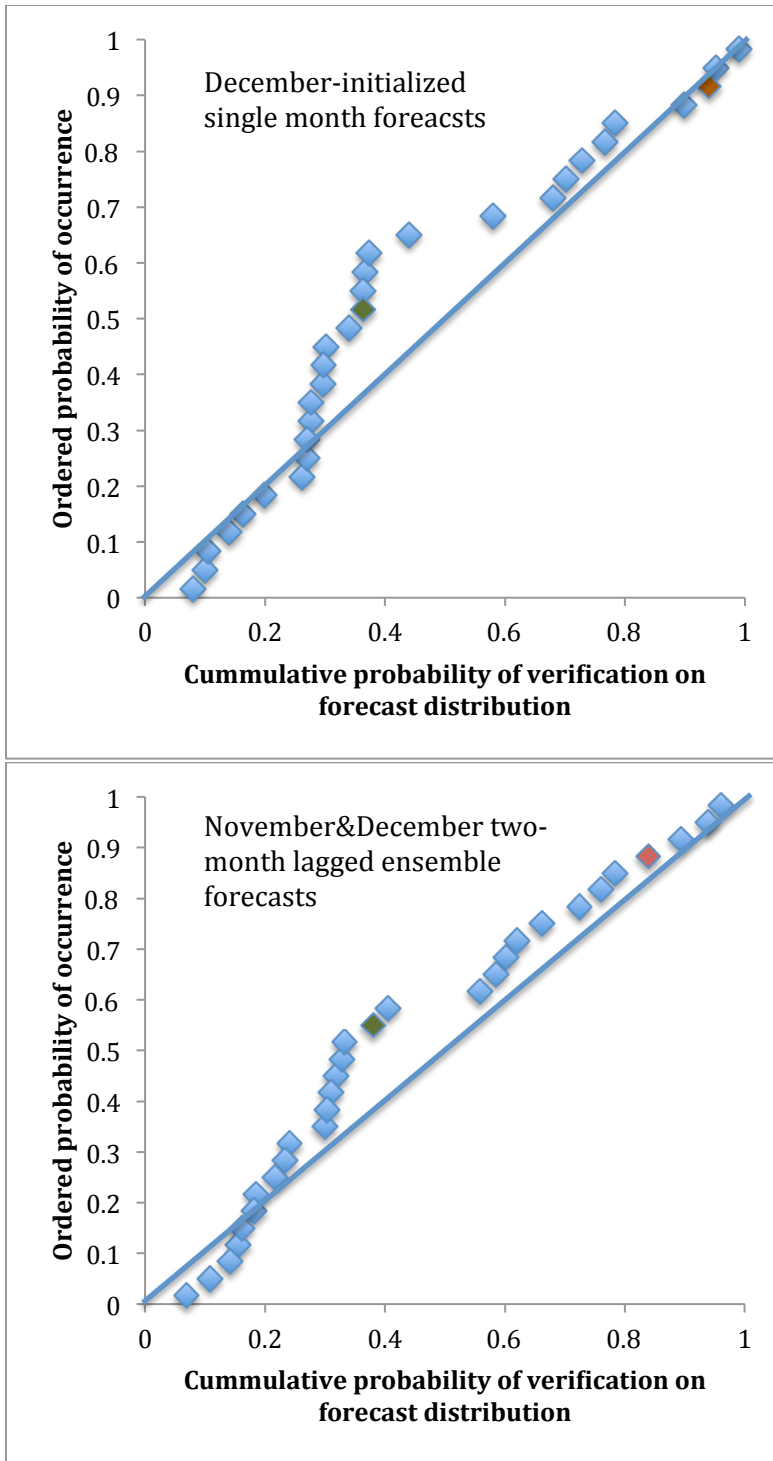 December-initialized
single month foreacsts
Ordered probability of occurrence
1
0.9
0.8
0.7
0.6
0.5
0.4
0.3
0.2
0.1
0
0 0.2 0.4 0.6 0.8 1
Cummulative probability of verification on
forecast distribution
November&December two-
month lagged ensemble
forecasts
Ordered probability of occurrence
1
0.9
0.8
0.7
0.6
0.5
0.4
0.3
0.2
0.1
0
0 0.2 0.4 0.6 0.8 1
Cummulative probability of verification on
forecast distribution